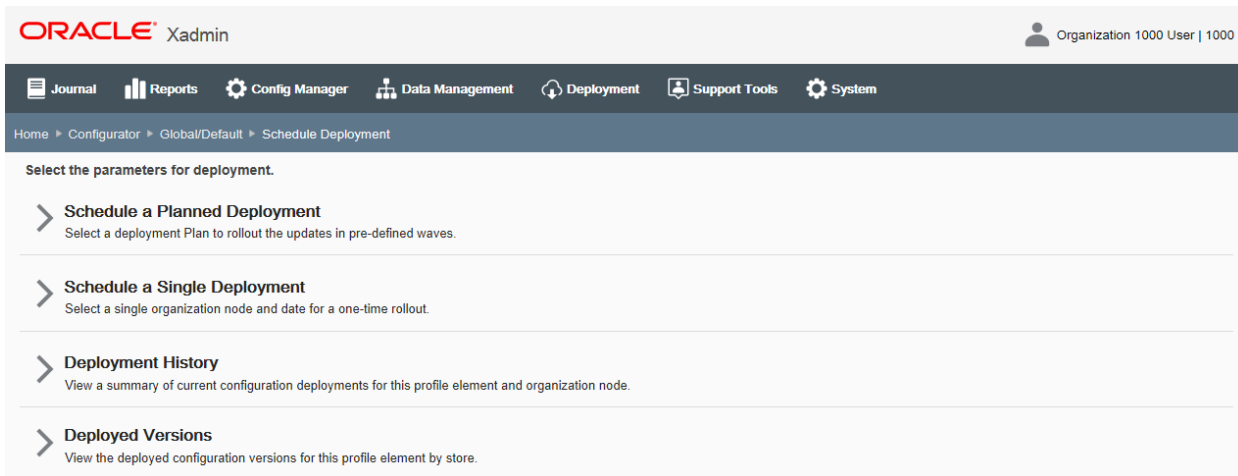 ORACLE Xadmin
Organization 1000 User | 1000
Journal Reports Config Manager Data Management Deployment Support Tools System
Home Configurator Global/Default Schedule Deployment
Select the parameters for deployment.
Schedule a Planned Deployment
Select a deployment Plan to rollout the updates in pre-defined waves.
Schedule a Single Deployment
Select a single organization node and date for a one-time rollout.
Deployment History
View a summary of current configuration deployments for this profile element and organization node.
Deployed Versions
View the deployed configuration versions for this profile element by store.